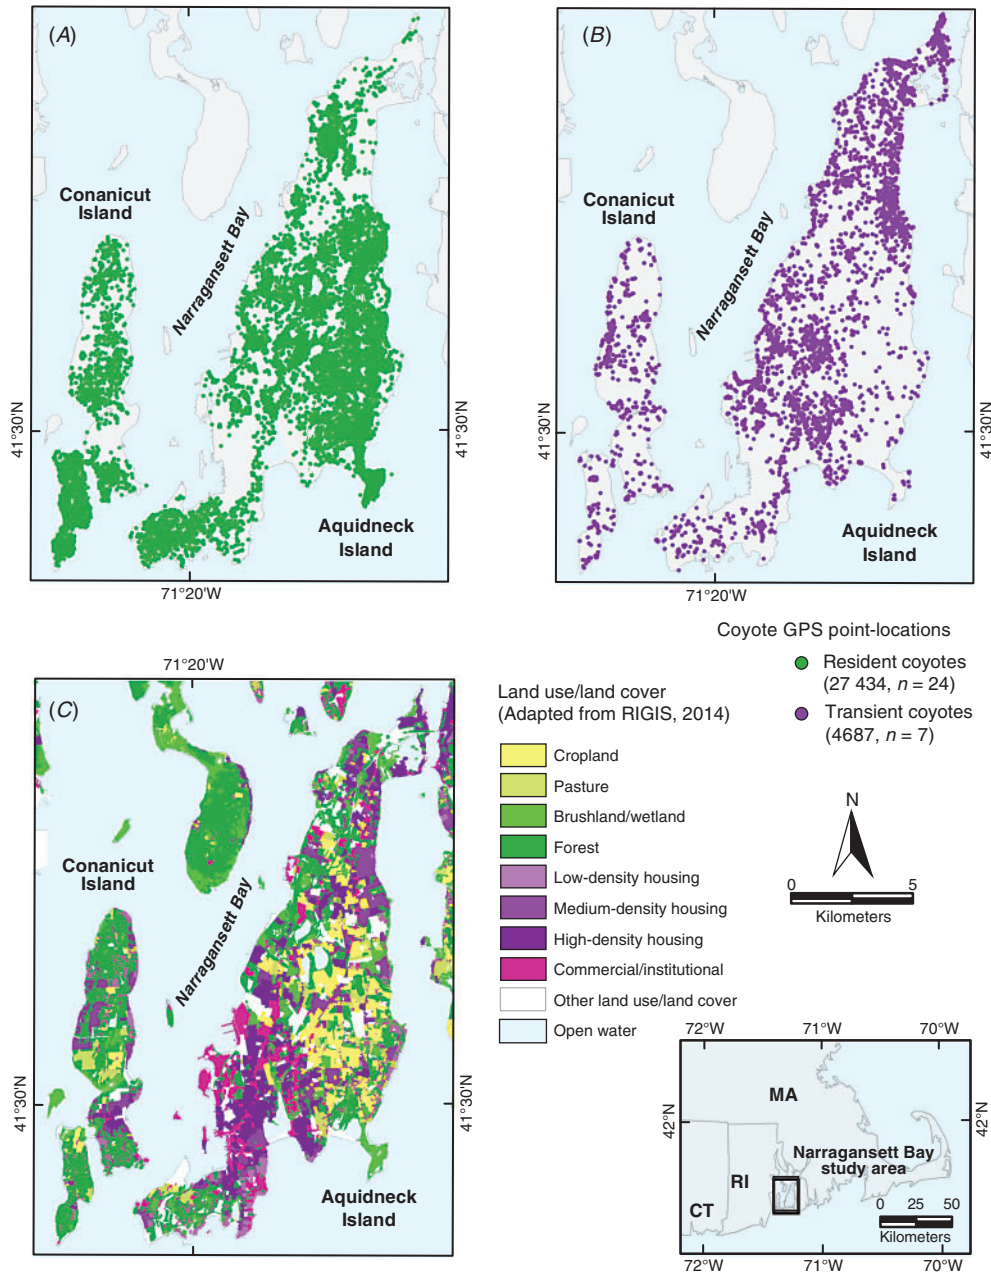 (A)
Conanicut
Island
Narragansett Bay
Aquidneck
Island
41°30'N
41°30'N
71°20'W
(B)
Conanicut
Island
Narragansett Bay
Aquidneck
Island
41°30'N
41°30'N
71°20'W
Coyote GPS point-locations
Resident coyotes
(27 434, n = 24)
Transient coyotes
(4687, n = 7)
71°20'W
(C)
Conanicut
Island
Narragansett Bay
Aquidneck
Island
41°30'N
41°30'N
Land use/land cover
(Adapted from RIGIS, 2014)
Cropland
Pasture
Brushland/wetland
Forest
Low-density housing
Medium-density housing
High-density housing
Commercial/institutional
Other land use/land cover
Open water
N
0 5
Kilometers
72°W 71°W 70°W
42°N
42°N
MA
Narragansett Bay
study area
RI
CT
0 25 50
Kilometers
72°W 71°W 70°W